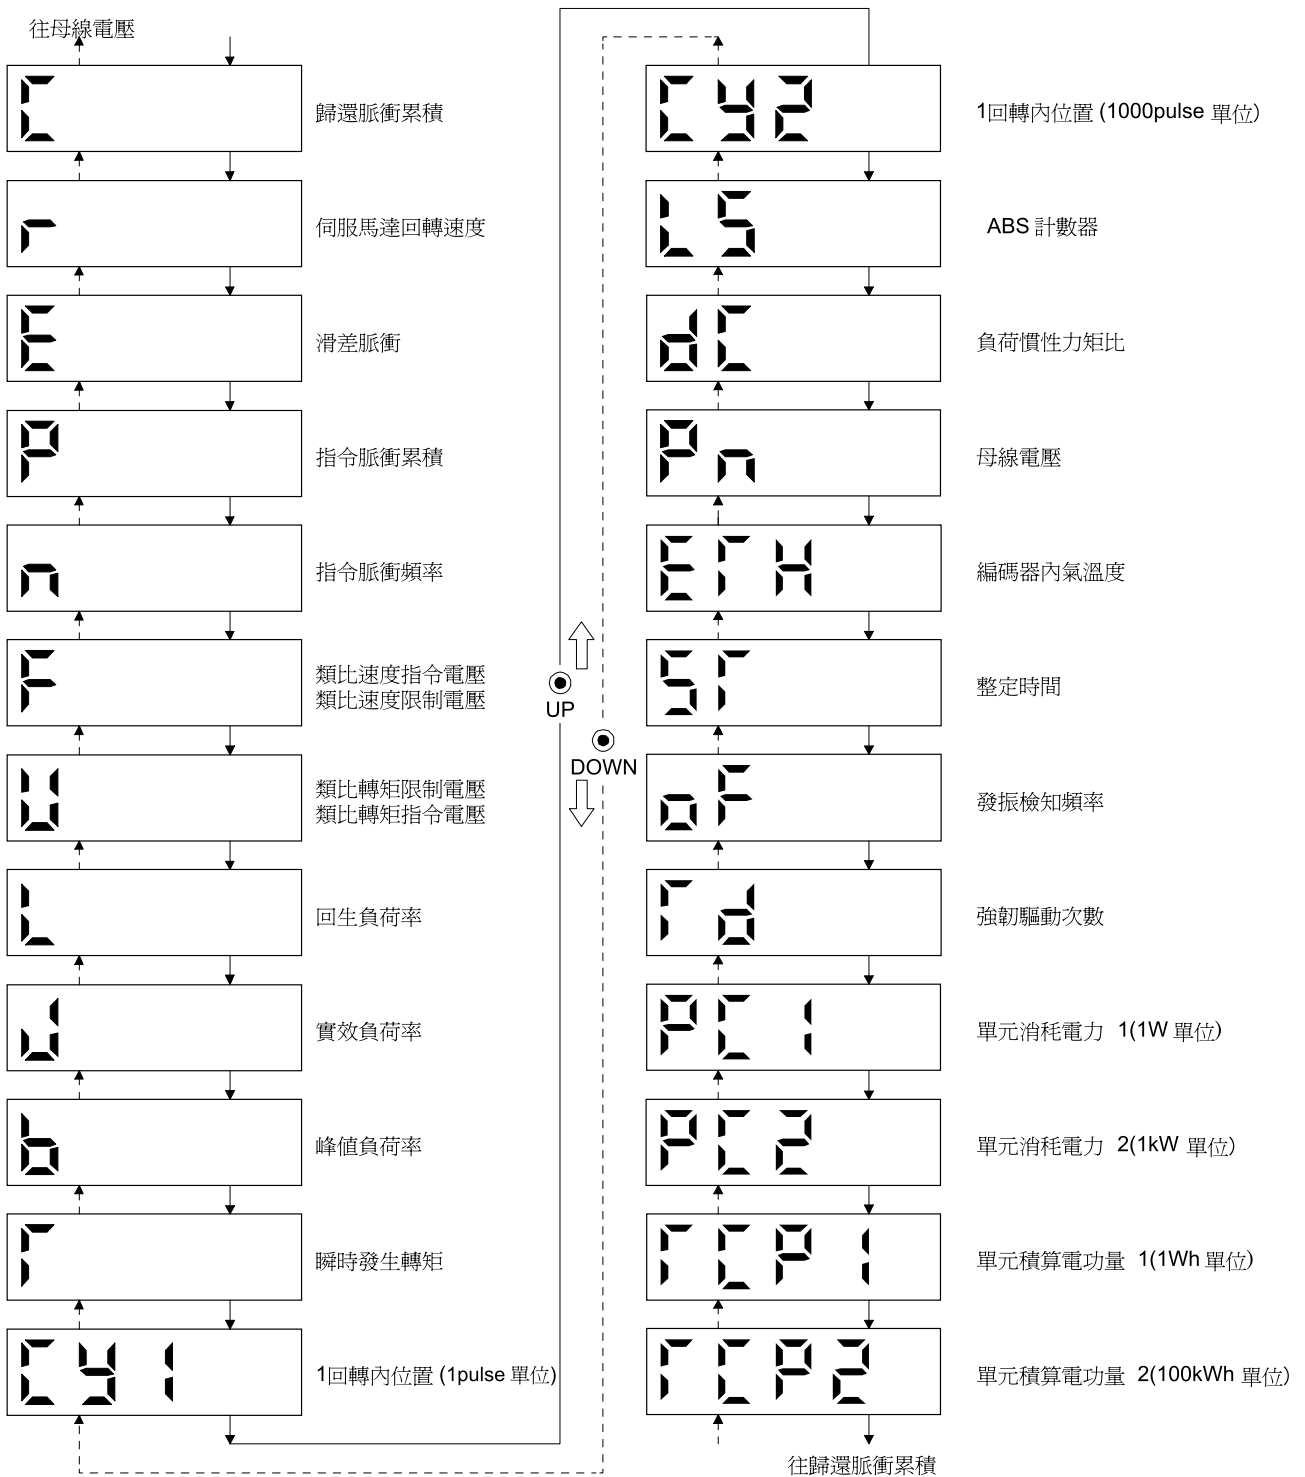 往母線電壓
C
歸還脈衝累積
r
伺服馬達回轉速度
E
滑差脈衝
P
指令脈衝累積
n
指令脈衝頻率
F
類比速度指令電壓
類比速度限制電壓
U
類比轉矩限制電壓
類比轉矩指令電壓
L
回生負荷率
J
實效負荷率
b
峰值負荷率
T
瞬時發生轉矩
Cy1
1回轉內位置 (1pulse 單位)
UP
DOWN
Cy2
1回轉內位置 (1000pulse 單位)
LS
ABS 計數器
dC
負荷慣性力矩比
Pn
母線電壓
ETH
編碼器內氣溫度
ST
整定時間
oF
發振檢知頻率
Td
強韌驅動次數
PC1
單元消耗電力 1(1W 單位)
PC2
單元消耗電力 2(1kW 單位)
TCP1
單元積算電功量 1(1Wh 單位)
TCP2
單元積算電功量 2(100kWh 單位)
往歸還脈衝累積